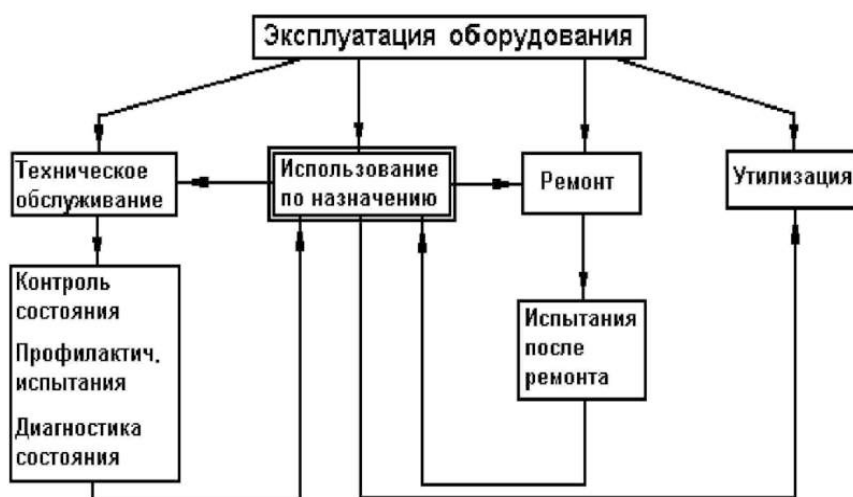 Эксплуатация оборудования
Техническое
обслуживание
Использование
по назначению
Ремонт
Утилизация
Контроль
состояния
Профилактич.
испытания
Диагностика
состояния
Испытания
после
ремонта